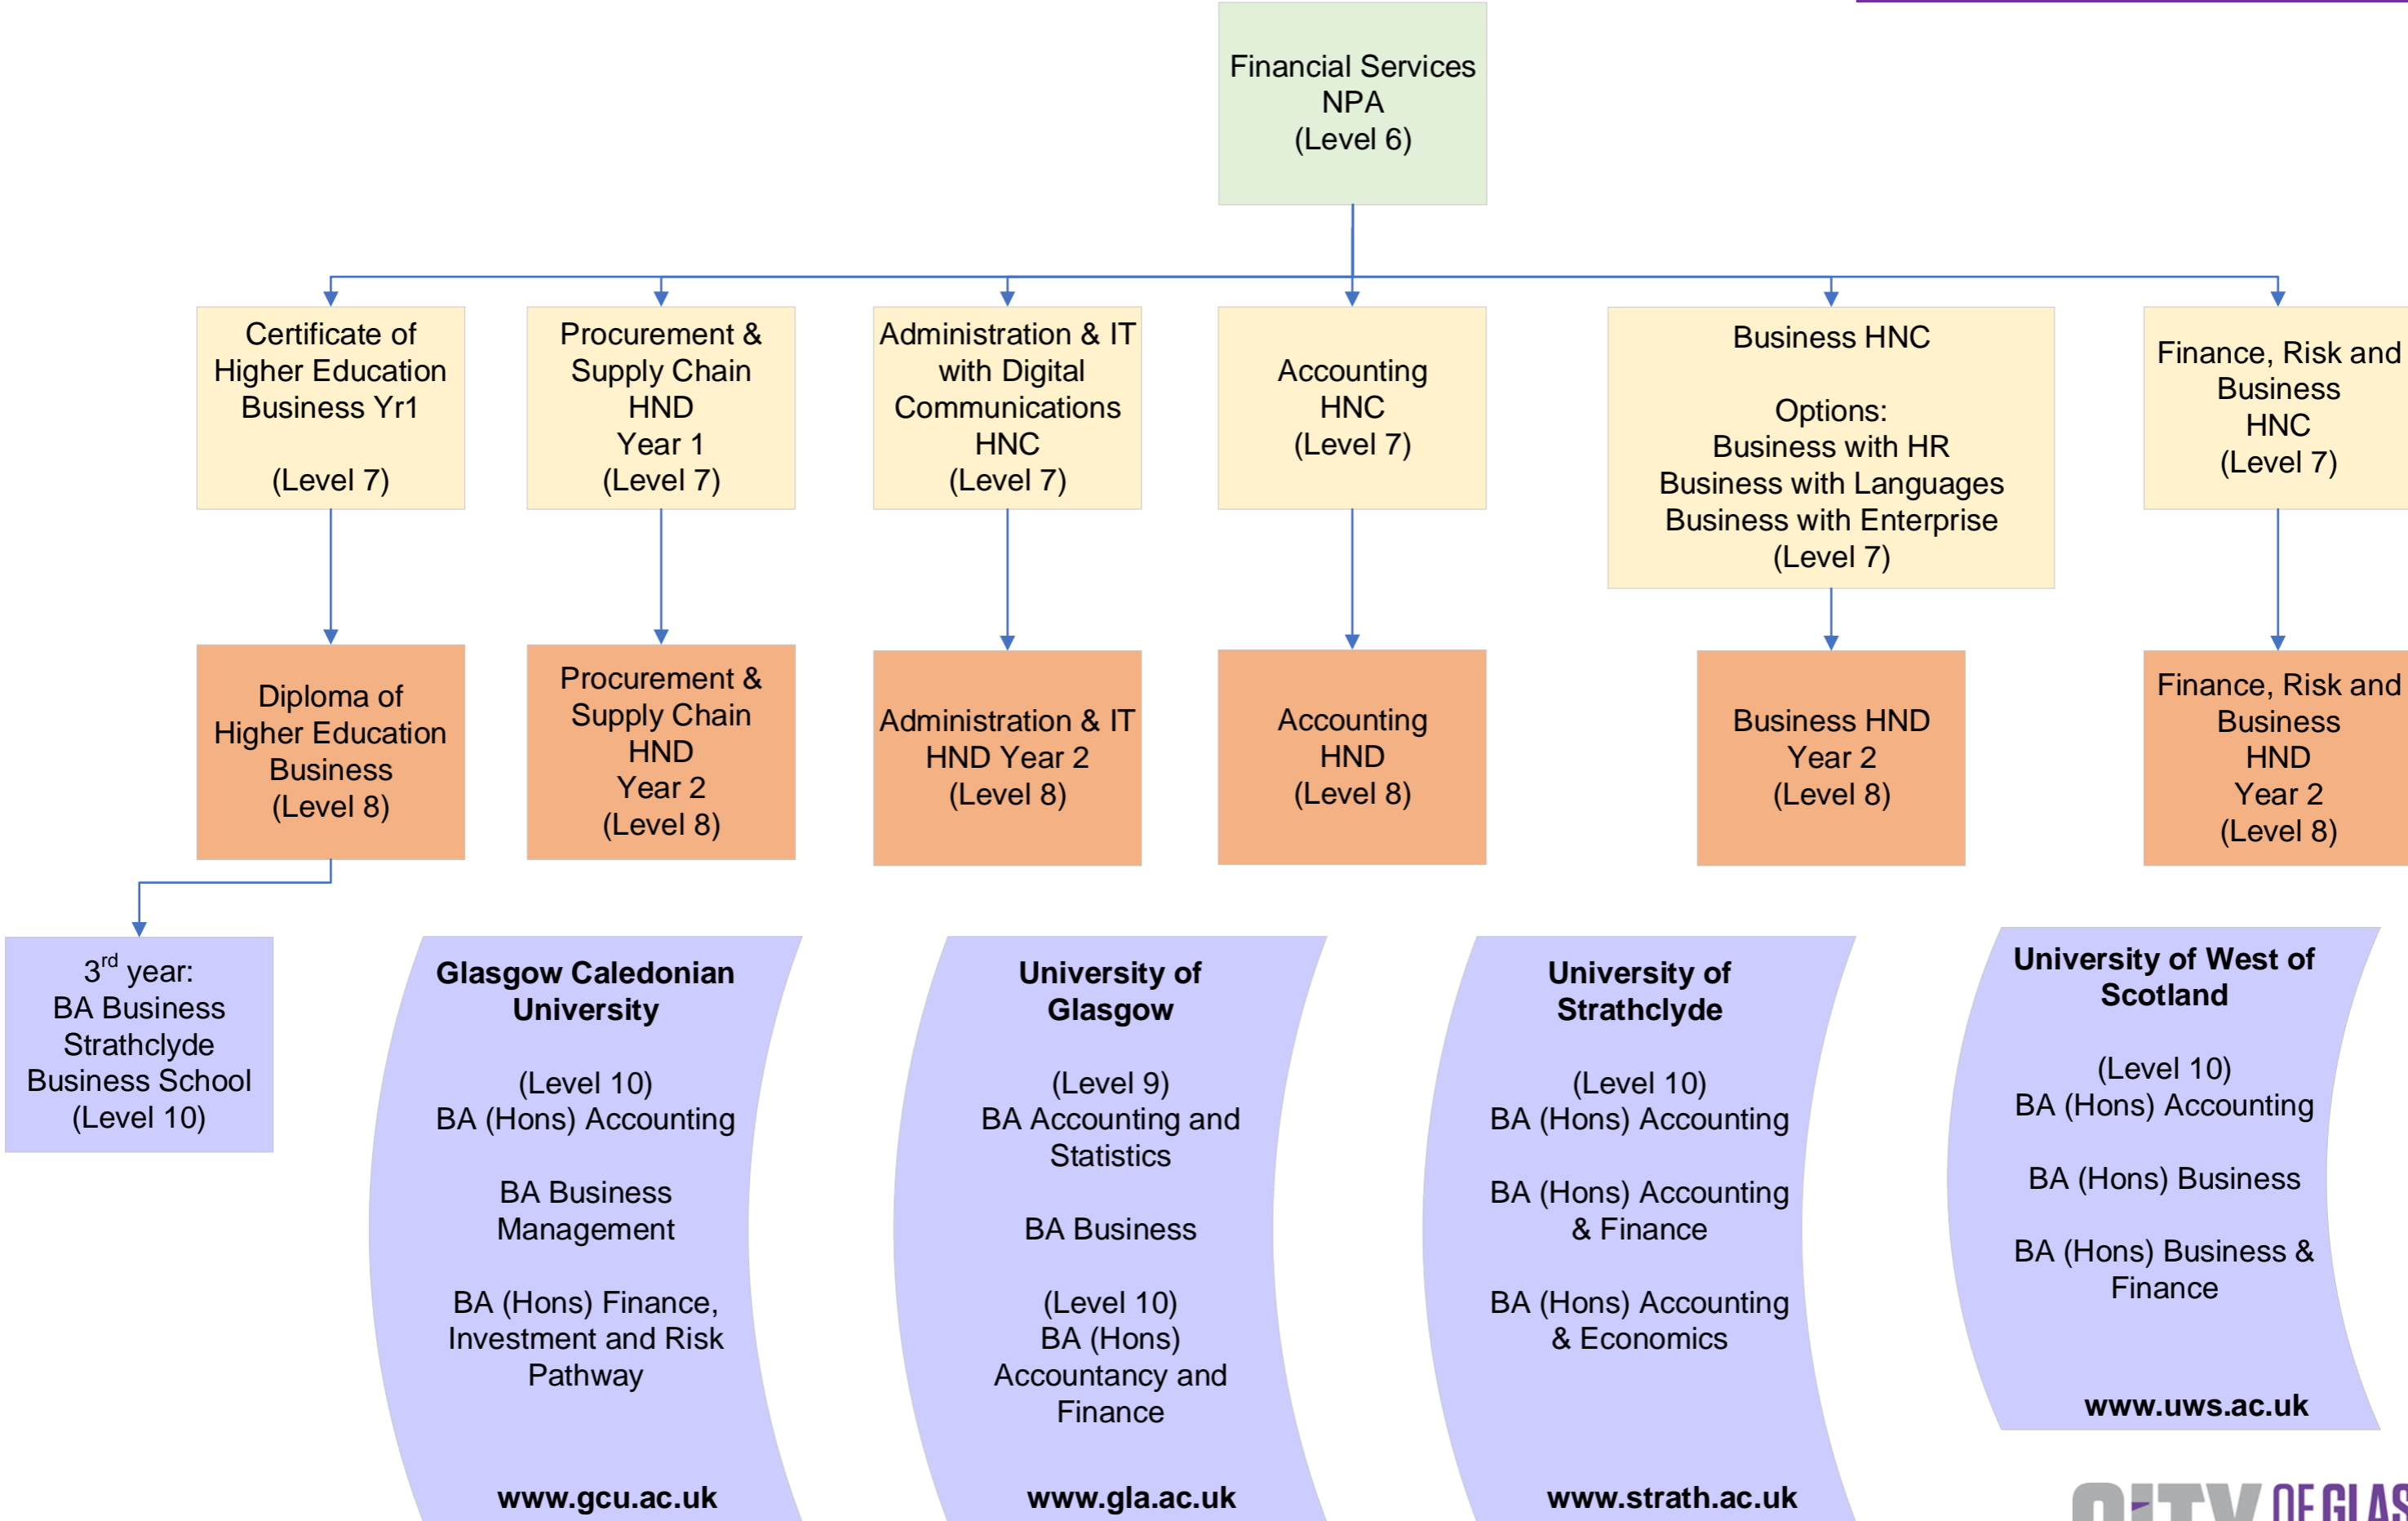 Financial Services
NPA
(Level 6)
Certificate of
Higher Education
Business Yr1
(Level 7)
Procurement &
Supply Chain
HND
Year 1
(Level 7)
Administration & IT
with Digital
Communications
HNC
(Level 7)
Accounting
HNC
(Level 7)
Business HNC
Options:
Business with HR
Business with Languages
Business with Enterprise
(Level 7)
Finance, Risk and
Business
HNC
(Level 7)
Diploma of
Higher Education
Business
(Level 8)
Procurement &
Supply Chain
HND
Year 2
(Level 8)
Administration & IT
HND Year 2
(Level 8)
Accounting
HND
(Level 8)
Business HND
Year 2
(Level 8)
Finance, Risk and
Business
HND
Year 2
(Level 8)
3rd year:
BA Business
Strathclyde
Business School
(Level 10)
Glasgow Caledonian
University
(Level 10)
BA (Hons) Accounting
BA Business
Management
BA (Hons) Finance,
Investment and Risk
Pathway
www.gcu.ac.uk
University of
Glasgow
(Level 9)
BA Accounting and
Statistics
BA Business
(Level 10)
BA (Hons)
Accountancy and
Finance
www.gla.ac.uk
University of
Strathclyde
(Level 10)
BA (Hons) Accounting
BA (Hons) Accounting
& Finance
BA (Hons) Accounting
& Economics
www.strath.ac.uk
University of West of
Scotland
(Level 10)
BA (Hons) Accounting
BA (Hons) Business
BA (Hons) Business &
Finance
www.uws.ac.uk
CITY OF GLAS